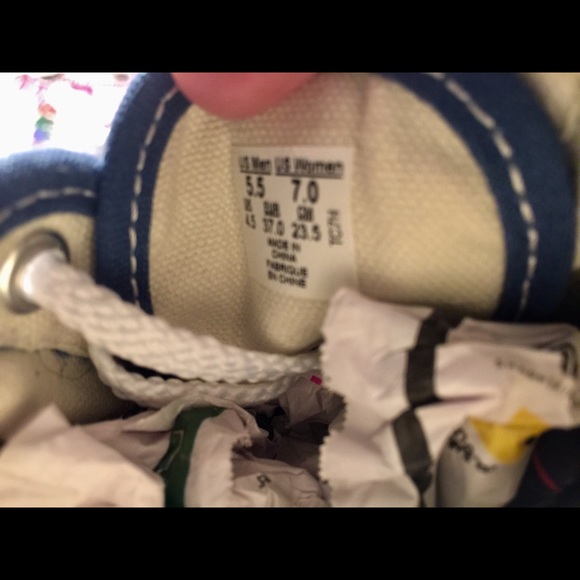 US Men US Women
5.5 7.0
UK EUR CM
4.5 37.0 23.5
MADE IN
CHINA
FABRIQUE
EN CHINE